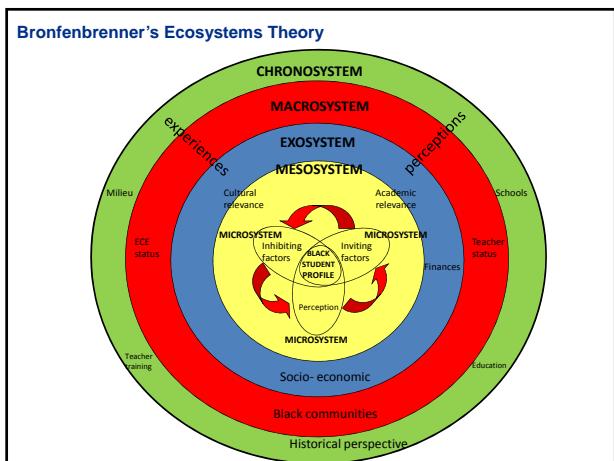 Bronfenbrenner's Ecosystems Theory
CHRONOSYSTEM
MACROSYSTEM
experiences
perceptions
EXOSYSTEM
MESOSYSTEM
Milieu
Cultural
relevance
Academic
relevance
Schools
MICROSYSTEM
MICROSYSTEM
ECE
status
Inhibiting
factors
Inviting
factors
Teacher
status
BLACK
STUDENT
PROFILE
Finances
Perception
MICROSYSTEM
Teacher
training
Education
Socio- economic
Black communities
Historical perspective